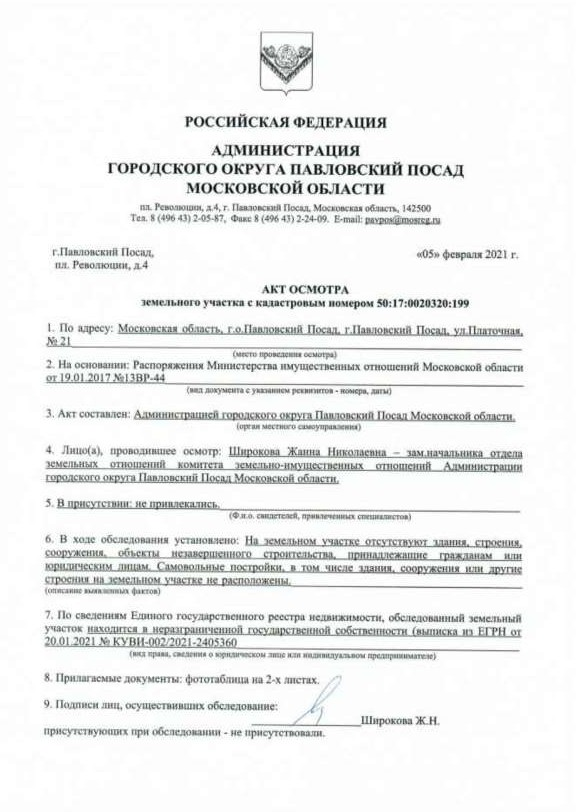 РОССИЙСКАЯ ФЕДЕРАЦИЯ
АДМИНИСТРАЦИЯ
ГОРОДСКОГО ОКРУГА ПАВЛОВСКИЙ ПОСАД
МОСКОВСКОЙ ОБЛАСТИ
пл. Революции, д.4, г. Павловский Посад, Московская область, 142500
Тел. 8 (496 43) 2-05-87, Факс 8 (496 43) 2-24-09. E-mail: pavpos@mosreg.ru
г.Павловский Посад,
«05» февраля 2021 г.
пл. Революции, д.4
АКТ ОСМОТРА
земельного участка с кадастровым номером 50:17:0020320:199
1. По адресу: Московская область, г.о.Павловский Посад, г.Павловский Посад, ул.Платочная,
№ 21
(место проведения осмотра)
2. На основании: Распоряжения Министерства имущественных отношений Московской области
от 19.01.2017 №13ВР-44
(вид документа с указанием реквизитов - номера, даты)
3. Акт составлен: Администрацией городского округа Павловский Посад Московской области.
(орган местного самоуправления)
4. Лицо(а), проводившее осмотр: Широкова Жанна Николаевна – зам.начальника отдела
земельных отношений комитета земельно-имущественных отношений Администрации
городского округа Павловский Посад Московской области.
5. В присутствии: не привлекались.
(Ф.и.о. свидетелей, привлеченных специалистов)
6. В ходе обследования установлено: На земельном участке отсутствуют здания, строения,
сооружения, объекты незавершенного строительства, принадлежащие гражданам или
юридическим лицам. Самовольные постройки, в том числе здания, сооружения или другие
строения на земельном участке не расположены.
(описание выявленных фактов)
7. По сведениям Единого государственного реестра недвижимости, обследованный земельный
участок находится в неразграниченной государственной собственности (выписка из ЕГРН от
20.01.2021 № КУВИ-002/2021-2405360
(вид права, сведения о юридическом лице или индивидуальном предпринимателе)
8. Прилагаемые документы: фототаблица на 2-х листах.
9. Подписи лиц, осуществивших обследование:
Широкова Ж.Н.
присутствующих при обследовании - не присутствовали.